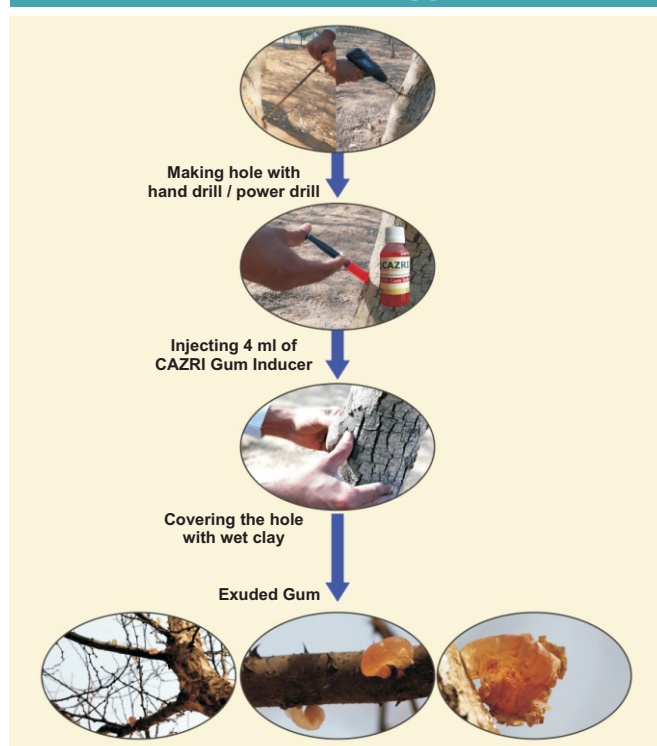 Making hole with
hand drill / power drill
CAZRI
Injecting 4 ml of
CAZRI Gum Inducer
Covering the hole
with wet clay
Exuded Gum